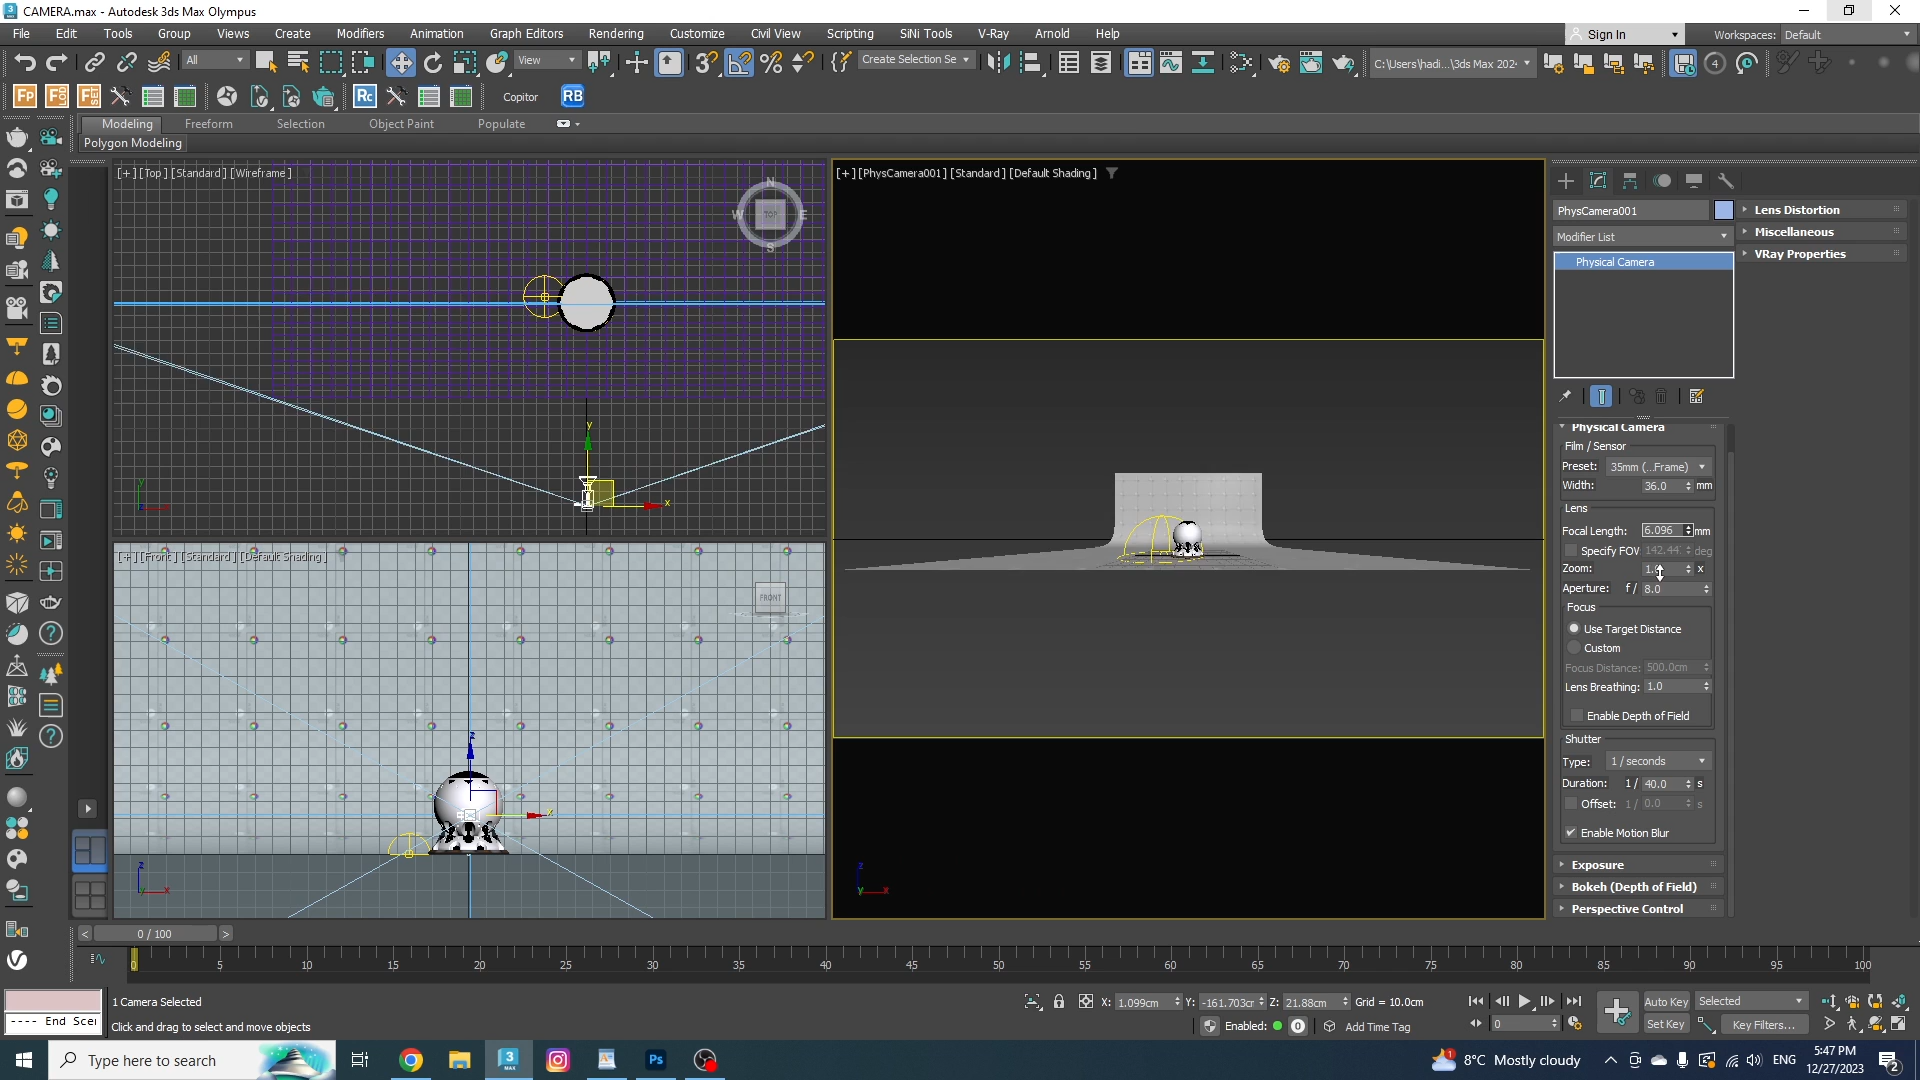 CAMERA.max - Autodesk 3ds Max Olympus
File Edit Tools Group Views Create Modifiers Animation Graph Editors Rendering Customize Civil View Scripting SiNi Tools V-Ray Arnold Help
Sign In
Workspaces: Default
All
View
Create Selection Se
C:\Users\hadi...\3ds Max 202
4
Copitor
RB
Modeling Freeform Selection Object Paint Populate
Polygon Modeling
[+] [Top] [Standard] [Wireframe]
N
W TOP E
S
y
x
[+] [PhysCamera001] [Standard] [Default Shading]
[+] [Front] [Standard] [Default Shading]
FRONT
z
x
PhysCamera001
Modifier List
Physical Camera
Lens Distortion
Miscellaneous
VRay Properties
Physical Camera
Film / Sensor
Preset: 35mm (...Frame)
Width: 36.0 mm
Lens
Focal Length: 6.096 mm
Specify FOV 142.44 deg
Zoom: x
Aperture: f / 8.0
Focus
Use Target Distance
Custom
Focus Distance: 500.0cm
Lens Breathing: 1.0
Enable Depth of Field
Shutter
Type: 1 / seconds
Duration: 1 / 40.0 s
Offset: 1 / 0.0 s
Enable Motion Blur
Exposure
Bokeh (Depth of Field)
Perspective Control
< 0 / 100 >
0 5 10 15 20 25 30 35 40 45 50 55 60 65 70 75 80 85 90 95 100
1 Camera Selected
---- End Sce
Click and drag to select and move objects
X: 1.099cm Y: -161.703c Z: 21.88cm Grid = 10.0cm
Enabled: 0 Add Time Tag
0
Auto Key Selected
Set Key Key Filters...
Type here to search
8°C Mostly cloudy
ENG
5:47 PM
12/27/2023
2